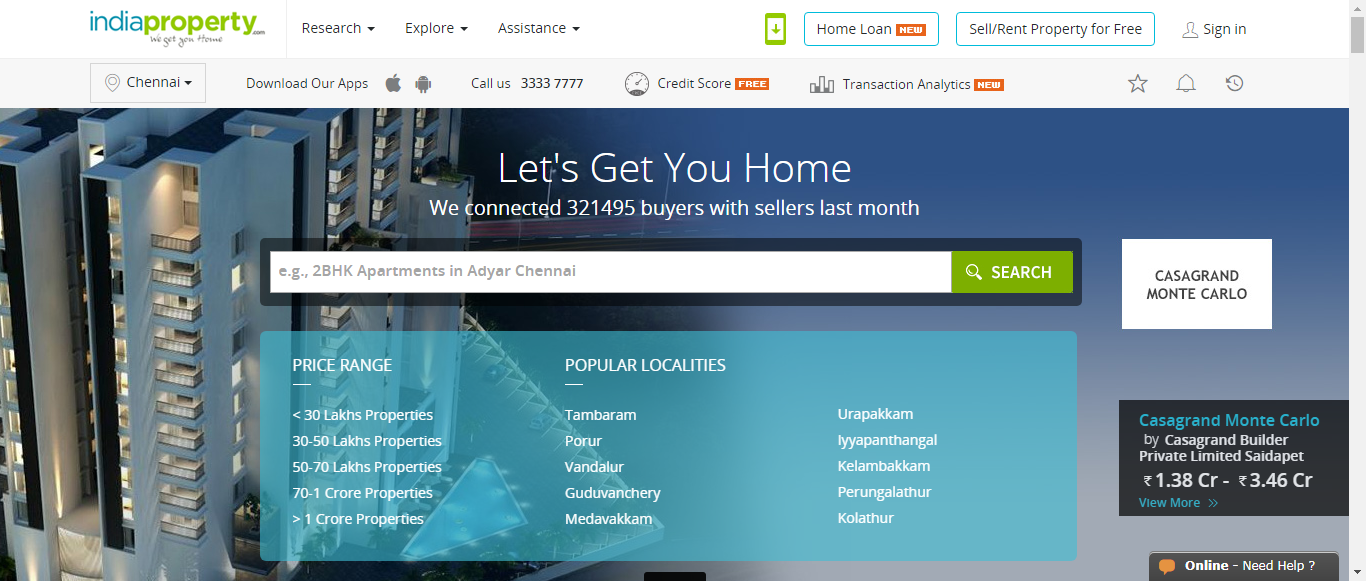 indiaproperty.com
We get you Home
Research
Explore
Assistance
Home Loan NEW
Sell/Rent Property for Free
Sign in
Chennai
Download Our Apps
Call us 3333 7777
Credit Score FREE
Transaction Analytics NEW
Let's Get You Home
We connected 321495 buyers with sellers last month
e.g., 2BHK Apartments in Adyar Chennai
SEARCH
CASAGRAND
MONTE CARLO
PRICE RANGE
< 30 Lakhs Properties
30-50 Lakhs Properties
50-70 Lakhs Properties
70-1 Crore Properties
> 1 Crore Properties
POPULAR LOCALITIES
Tambaram
Porur
Vandalur
Guduvanchery
Medavakkam
Urapakkam
Iyyapanthangal
Kelambakkam
Perungalathur
Kolathur
Casagrand Monte Carlo
by Casagrand Builder
Private Limited Saidapet
₹ 1.38 Cr - ₹ 3.46 Cr
View More »
Online - Need Help ?